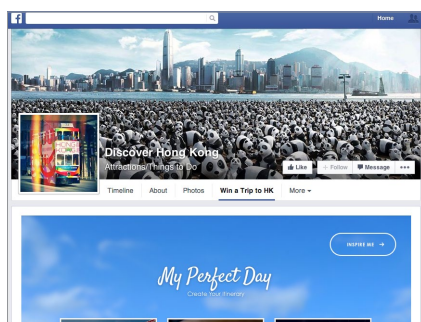 Home
Discover Hong Kong
Attractions/Things to Do
Like
Follow
Message
Timeline
About
Photos
Win a Trip to HK
More
INSPIRE ME
My Perfect Day
Create Your Itinerary